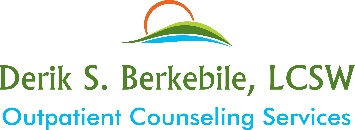 Derik S. Berkebile, LCSW
Outpatient Counseling Services